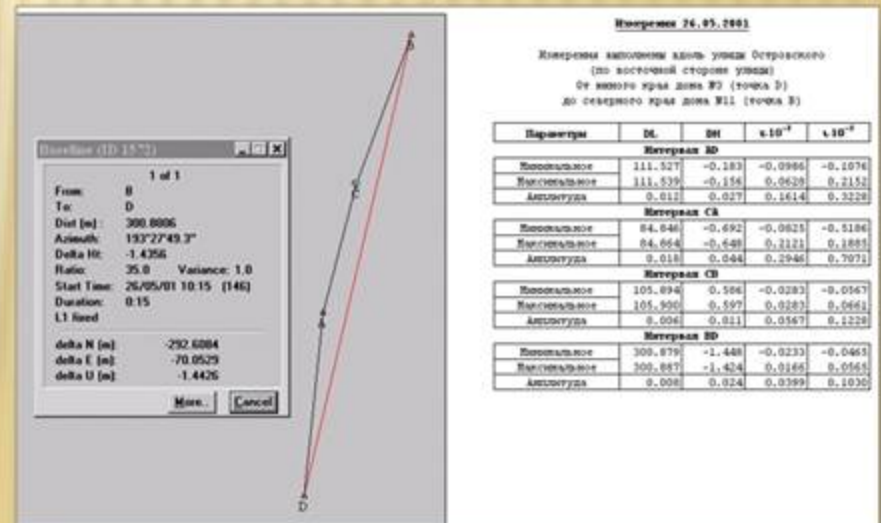 Baseline (ID 1572)
1 of 1
From: B
To: D
Dist (m): 300.8806
Azimuth: 193°27'49.3"
Delta Ht: -1.4356
Ratio: 35.0 Variance: 1.0
Start Time: 26/05/01 10:15 (146)
Duration: 0:15
L1 fixed
delta N (m): -292.6084
delta E (m): -70.0529
delta U (m): -1.4426
More.. Cancel
B
A
D
Измерения 26.05.2001
Измерения выполнены вдоль улицы Островского
(по восточной стороне улицы)
От южного края дома №3 (точка D)
до северного края дома №11 (точка B)
Параметры DL DH
Интервал AD
Минимальное 111.527 -0.183 -0.0986 -0.1076
Максимальное 111.539 -0.156 0.0628 0.2152
Амплитуда 0.012 0.027 0.1614 0.3228
Интервал CA
Минимальное 84.846 -0.692 -0.0825 -0.5186
Максимальное 84.864 -0.648 0.2121 0.1885
Амплитуда 0.018 0.044 0.2946 0.7071
Интервал CB
Минимальное 105.894 0.586 -0.0283 -0.0567
Максимальное 105.900 0.597 0.0283 0.0661
Амплитуда 0.006 0.011 0.0567 0.1228
Интервал BD
Минимальное 300.879 -1.448 -0.0233 -0.0465
Максимальное 300.887 -1.424 0.0166 0.0565
Амплитуда 0.008 0.024 0.0399 0.1030